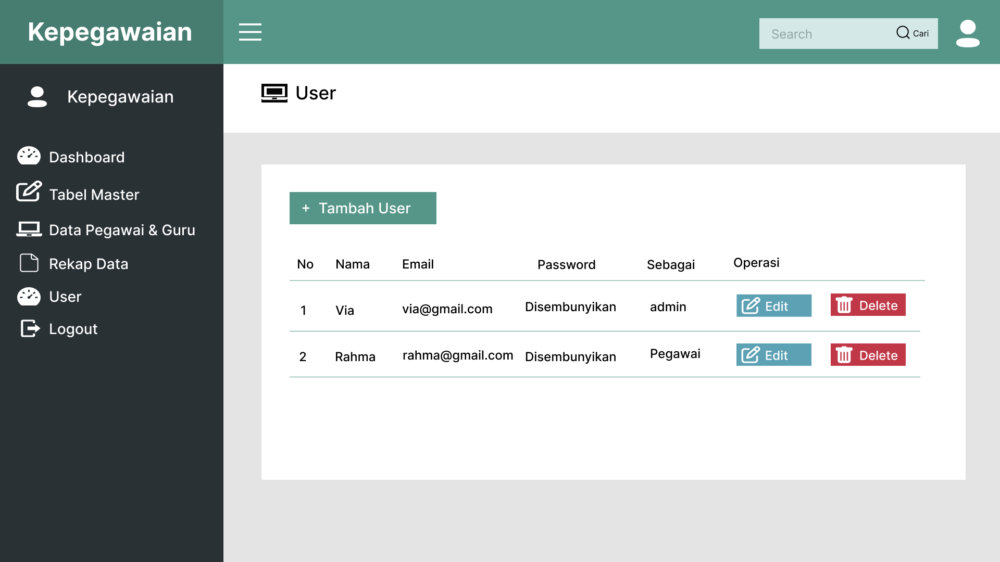 Kepegawaian
Search
Cari
Kepegawaian
User
Dashboard
Tabel Master
Data Pegawai & Guru
Rekap Data
User
Logout
+ Tambah User
No Nama Email Password Sebagai Operasi
1 Via via@gmail.com Disembunyikan admin Edit Delete
2 Rahma rahma@gmail.com Disembunyikan Pegawai Edit Delete